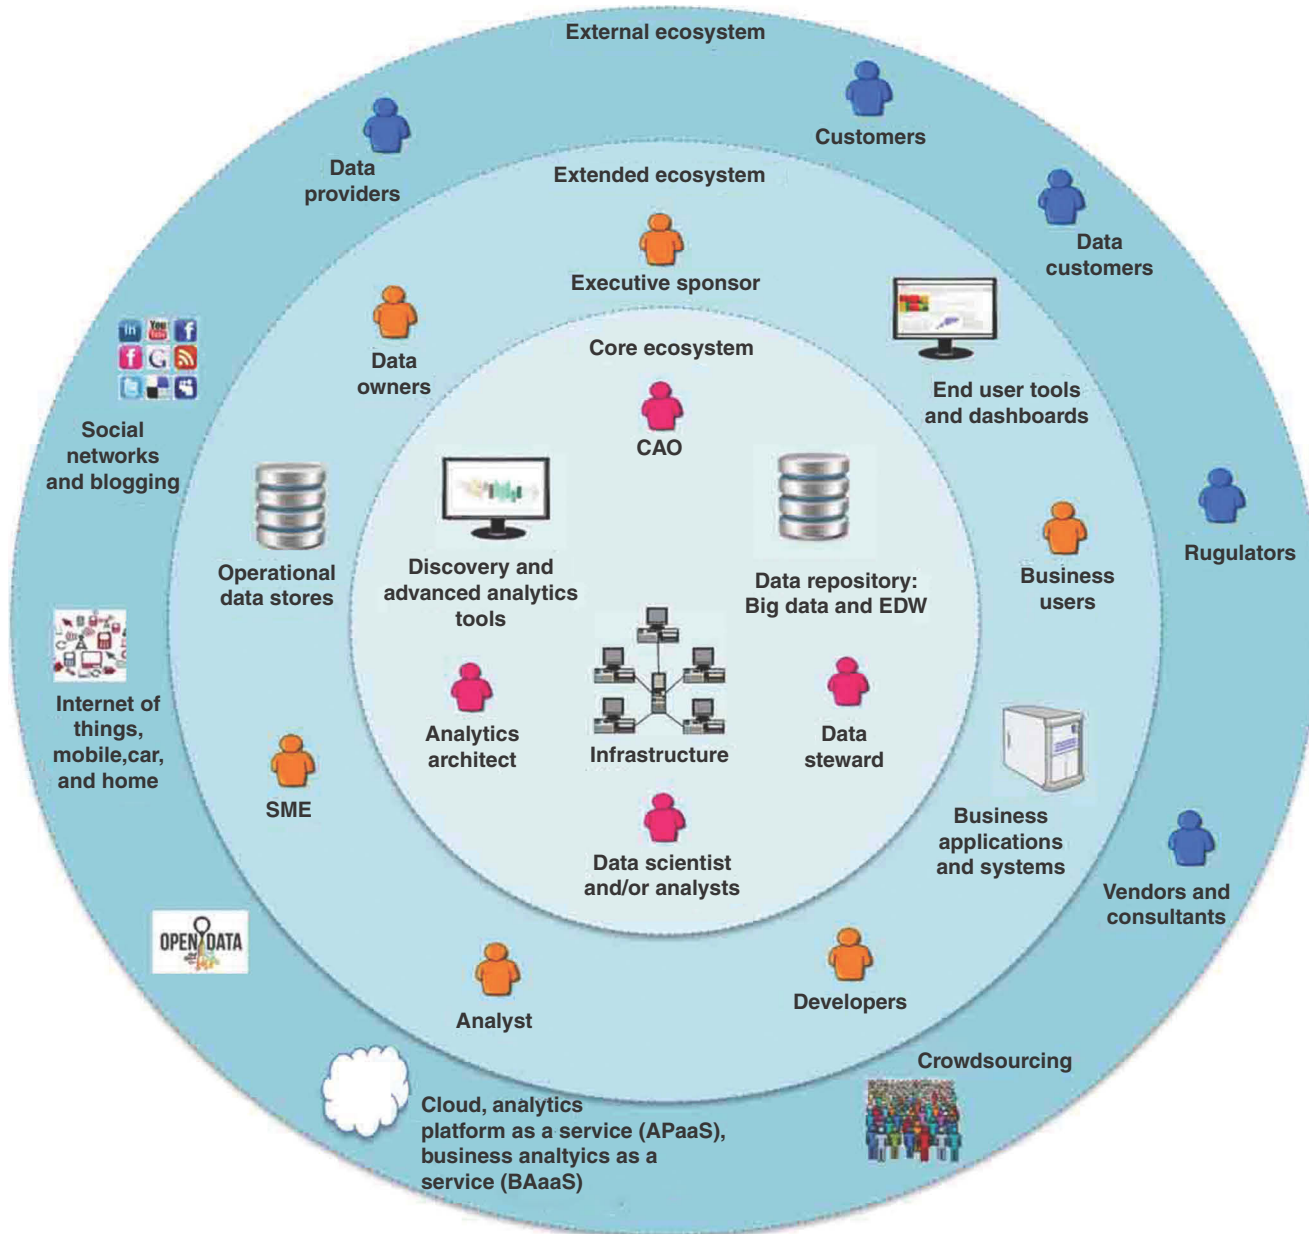 External ecosystem
Customers
Data
providers
Extended ecosystem
Data
customers
Executive sponsor
in
You
Tube
f
f
G
t
Data
owners
Core ecosystem
End user tools
and dashboards
CAO
Social
networks
and blogging
Operational
data stores
Discovery and
advanced analytics
tools
Data repository:
Big data and EDW
Business
users
Rugulators
Internet of
things,
mobile,car,
and home
Analytics
architect
Infrastructure
Data
steward
SME
Business
applications
and systems
Data scientist
and/or analysts
Vendors and
consultants
OPEN DATA
Analyst
Developers
Crowdsourcing
Cloud, analytics
platform as a service (APaaS),
business analtyics as a
service (BAaaS)